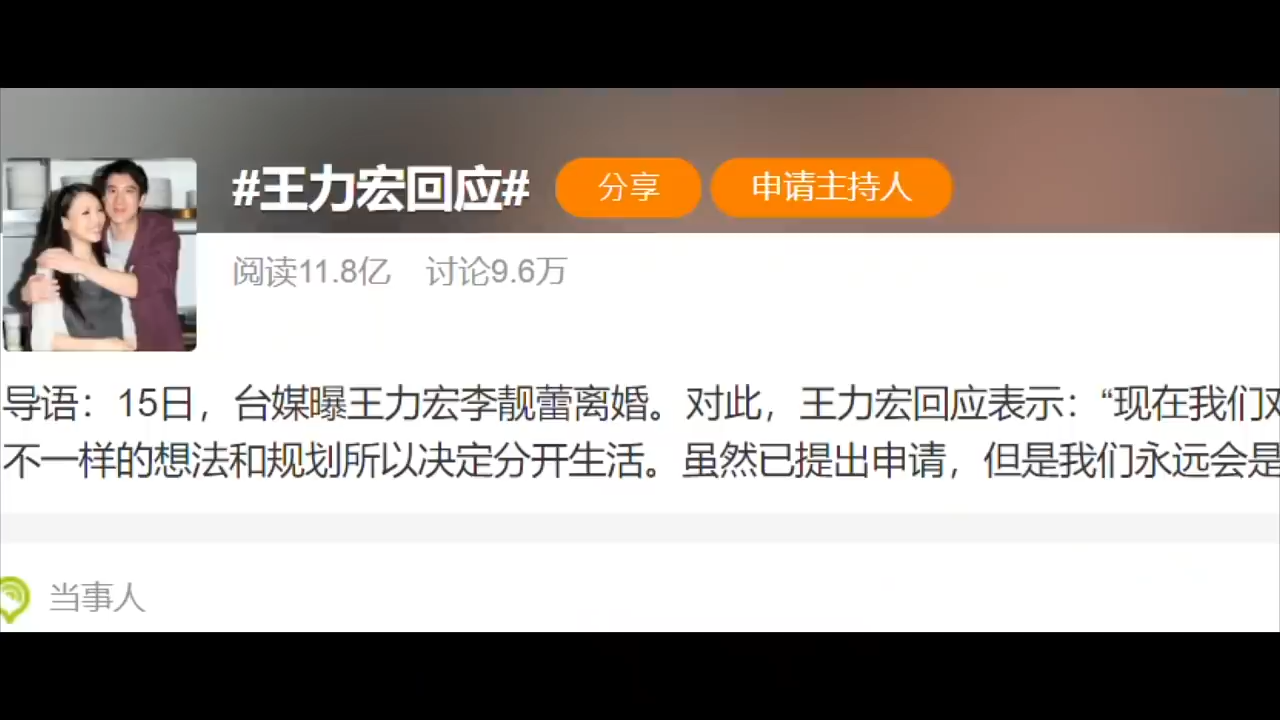 #王力宏回应#
分享
申请主持人
阅读11.8亿 讨论9.6万
导语：15日，台媒曝王力宏李靓蕾离婚。对此，王力宏回应表示：“现在我们
不一样的想法和规划所以决定分开生活。虽然已提出申请，但是我们永远会是
当事人